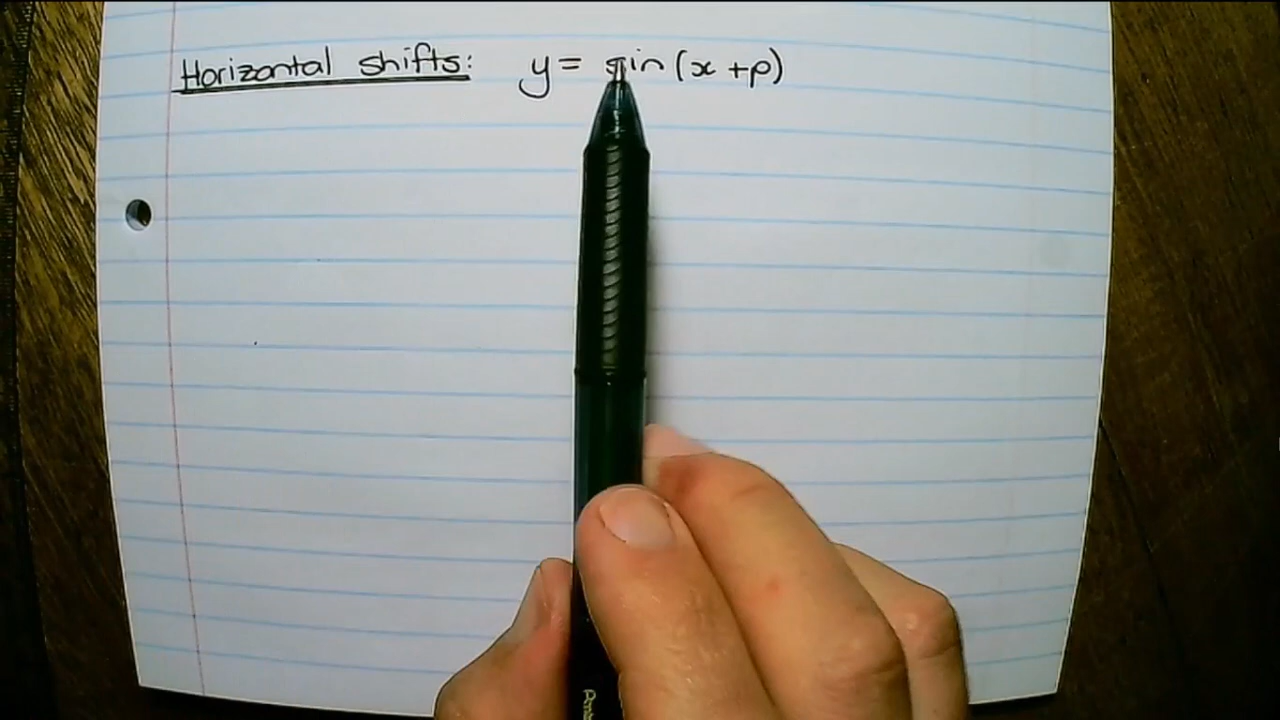 Horizontal shifts: y = sin (x + p)